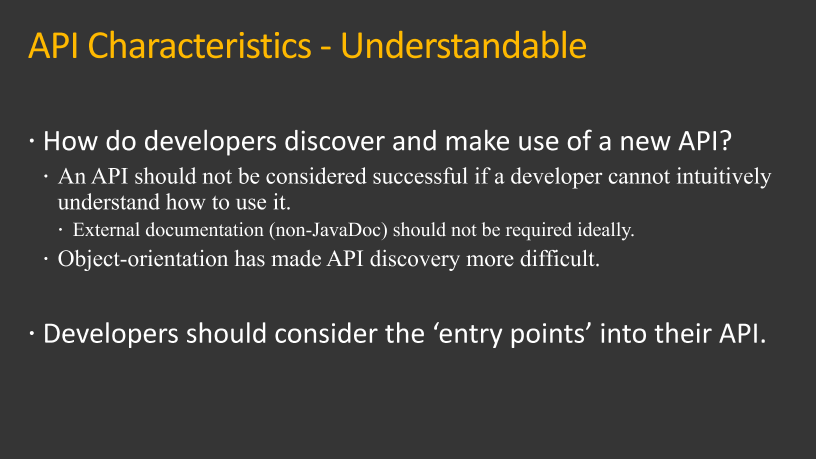 API Characteristics - Understandable
· How do developers discover and make use of a new API?
· An API should not be considered successful if a developer cannot intuitively
understand how to use it.
· External documentation (non-JavaDoc) should not be required ideally.
· Object-orientation has made API discovery more difficult.
· Developers should consider the ‘entry points’ into their API.